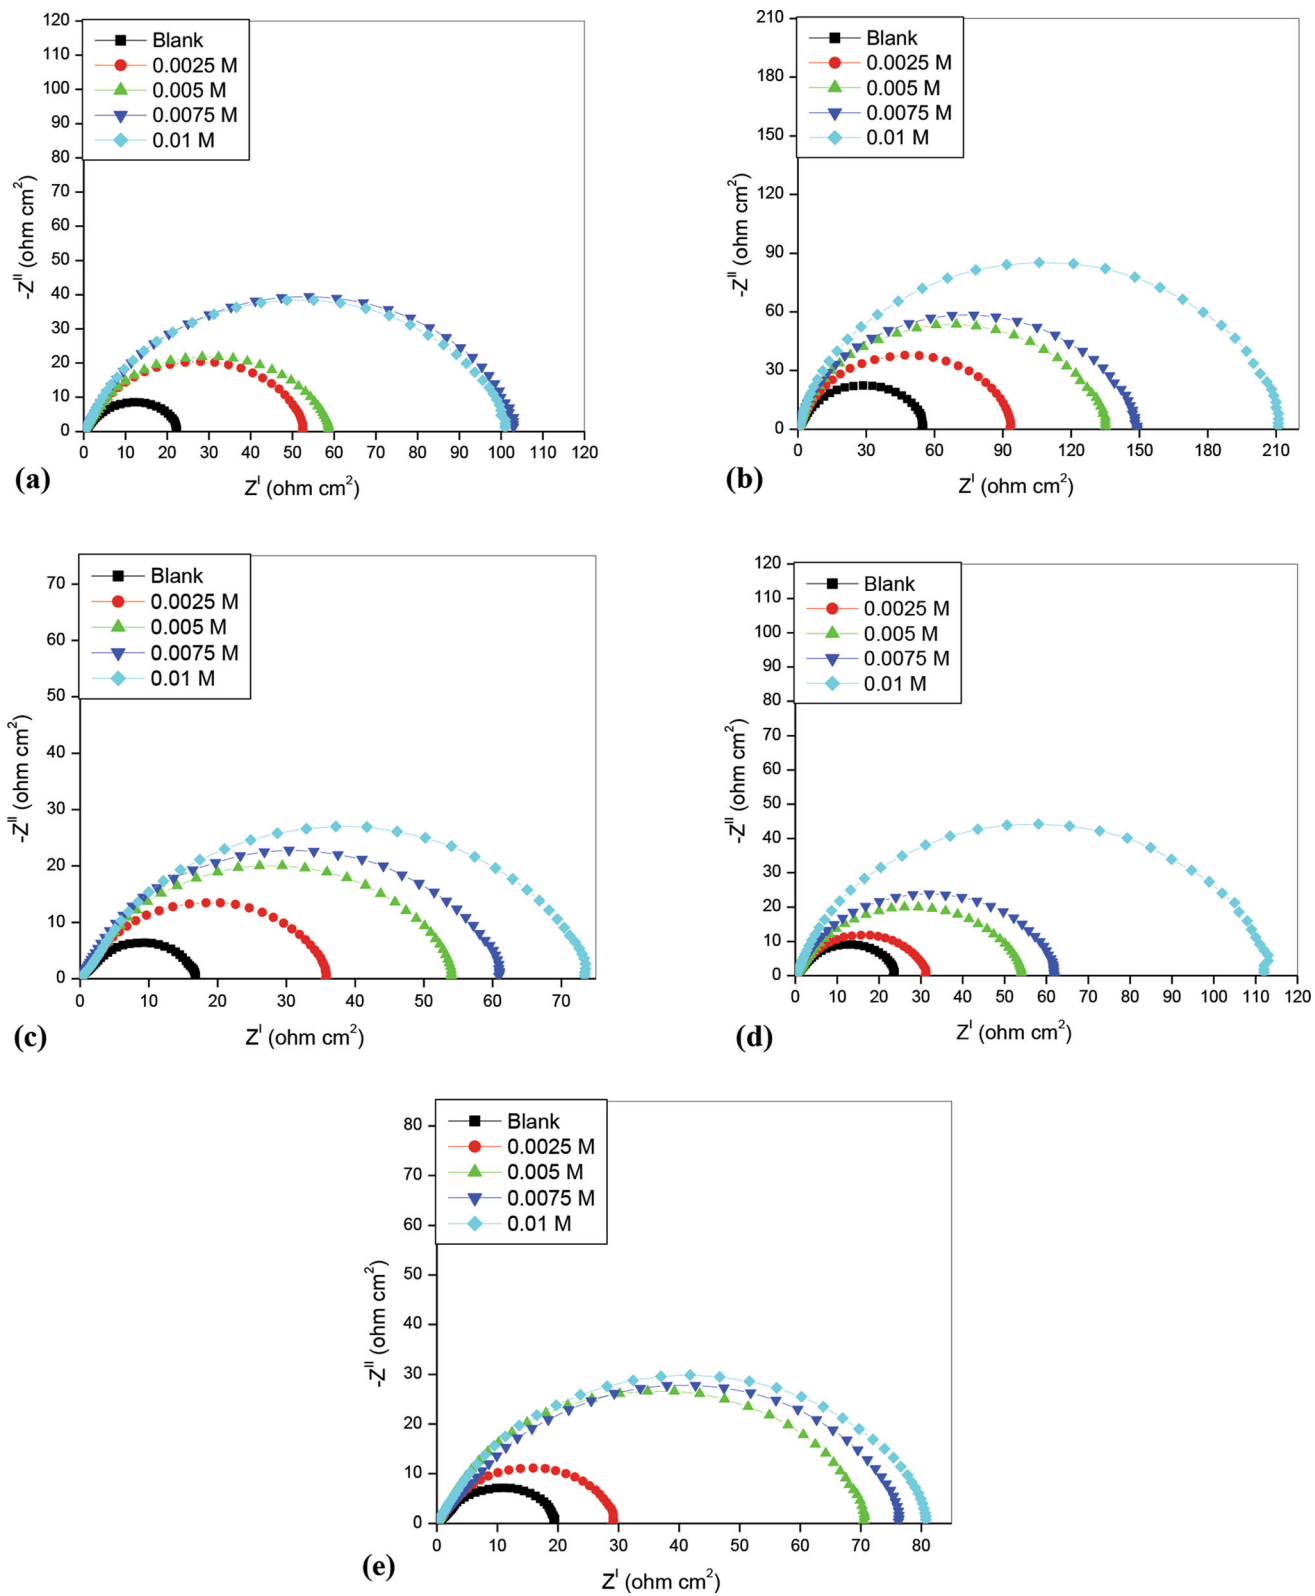 120
110
100
90
80
70
60
50
40
30
20
10
0
-Z^II (ohm cm²)
Blank
0.0025 M
0.005 M
0.0075 M
0.01 M
0 10 20 30 40 50 60 70 80 90 100 110 120
Z^I (ohm cm²)
(a)
210
180
150
120
90
60
30
0
-Z^II (ohm cm²)
Blank
0.0025 M
0.005 M
0.0075 M
0.01 M
0 30 60 90 120 150 180 210
Z^I (ohm cm²)
(b)
70
60
50
40
30
20
10
0
-Z^II (ohm cm²)
Blank
0.0025 M
0.005 M
0.0075 M
0.01 M
0 10 20 30 40 50 60 70
Z^I (ohm cm²)
(c)
120
110
100
90
80
70
60
50
40
30
20
10
0
-Z^II (ohm cm²)
Blank
0.0025 M
0.005 M
0.0075 M
0.01 M
0 10 20 30 40 50 60 70 80 90 100 110 120
Z^I (ohm cm²)
(d)
80
70
60
50
40
30
20
10
0
-Z^II (ohm cm²)
Blank
0.0025 M
0.005 M
0.0075 M
0.01 M
0 10 20 30 40 50 60 70 80
Z^I (ohm cm²)
(e)